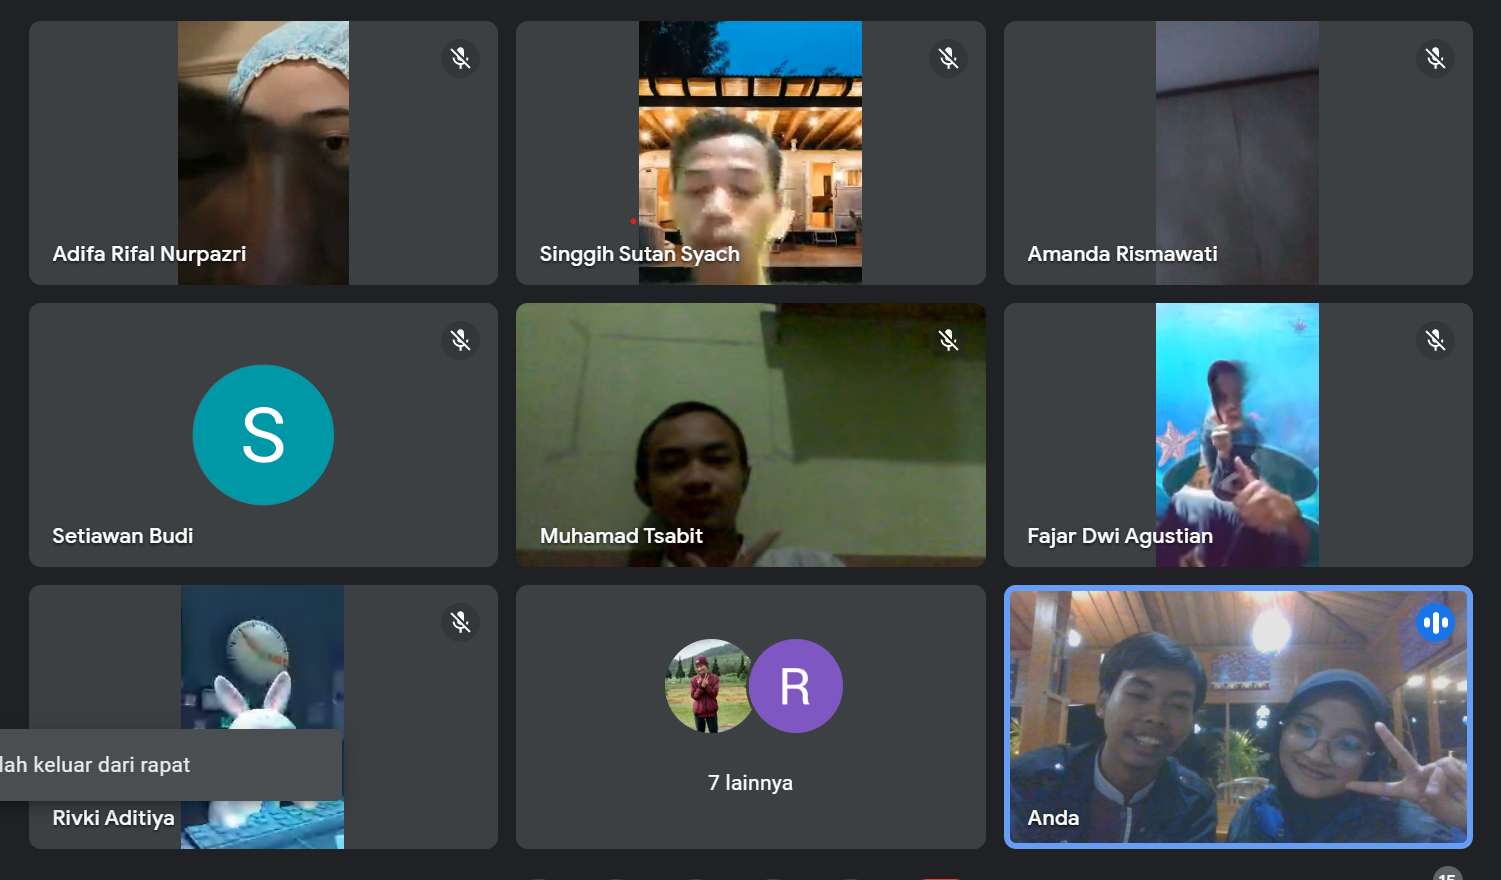 Adifa Rifal Nurpazri
Singgih Sutan Syach
Amanda Rismawati
S
Setiawan Budi
Muhamad Tsabit
Fajar Dwi Agustian
lah keluar dari rapat
Rivki Aditiya
R
7 lainnya
Anda
15